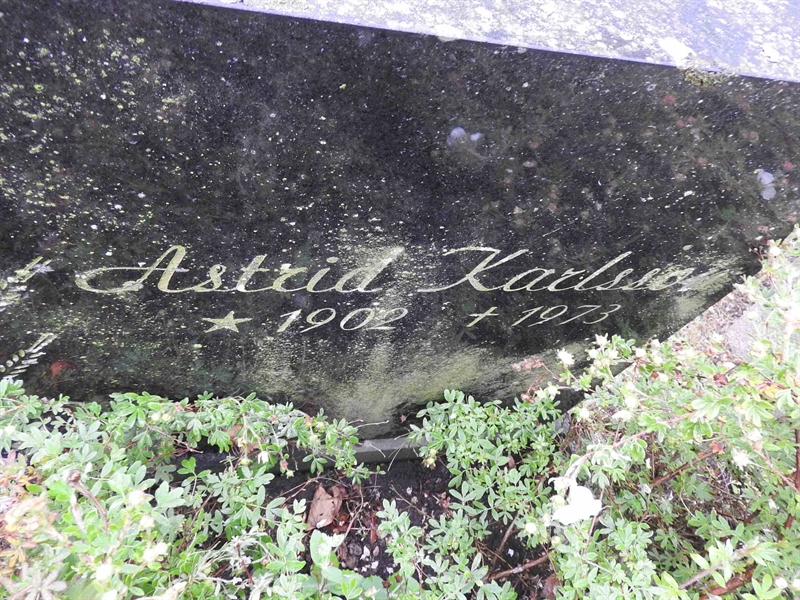 Astrid Karlsson
★ 1902 + 1973